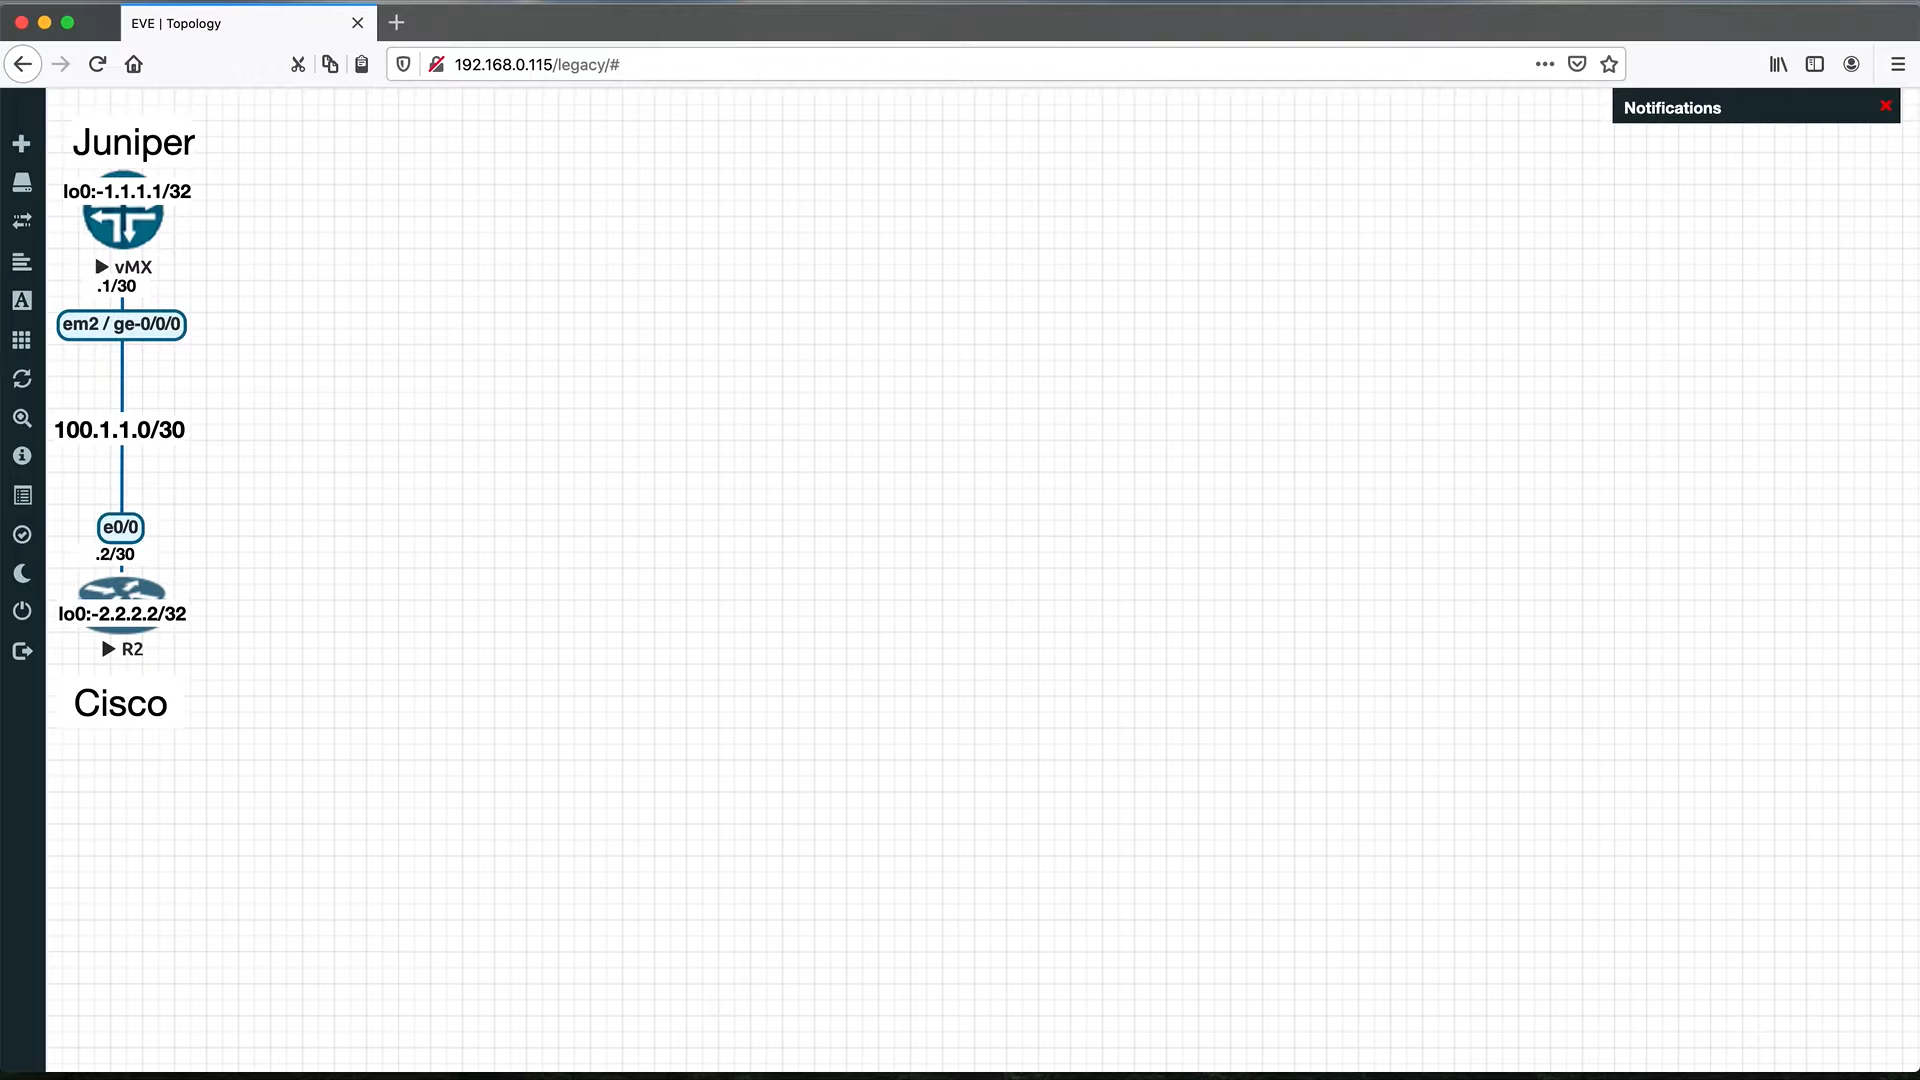 EVE | Topology
192.168.0.115/legacy/#
Notifications
Juniper
lo0:-1.1.1.1/32
vMX
.1/30
em2 / ge-0/0/0
100.1.1.0/30
e0/0
.2/30
lo0:-2.2.2.2/32
R2
Cisco